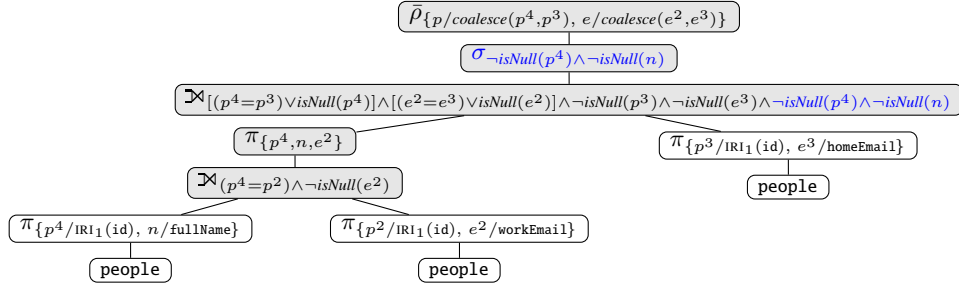 ρ̄{p/coalesce(p⁴,p³), e/coalesce(e²,e³)}
σ¬isNull(p⁴)∧¬isNull(n)
⟕[(p⁴=p³)∨isNull(p⁴)]∧[(e²=e³)∨isNull(e²)]∧¬isNull(p³)∧¬isNull(e³)∧¬isNull(p⁴)∧¬isNull(n)
π{p⁴,n,e²}
π{p³/IRI₁(id), e³/homeEmail}
⟕(p⁴=p²)∧¬isNull(e²)
people
π{p⁴/IRI₁(id), n/fullName}
π{p²/IRI₁(id), e²/workEmail}
people
people